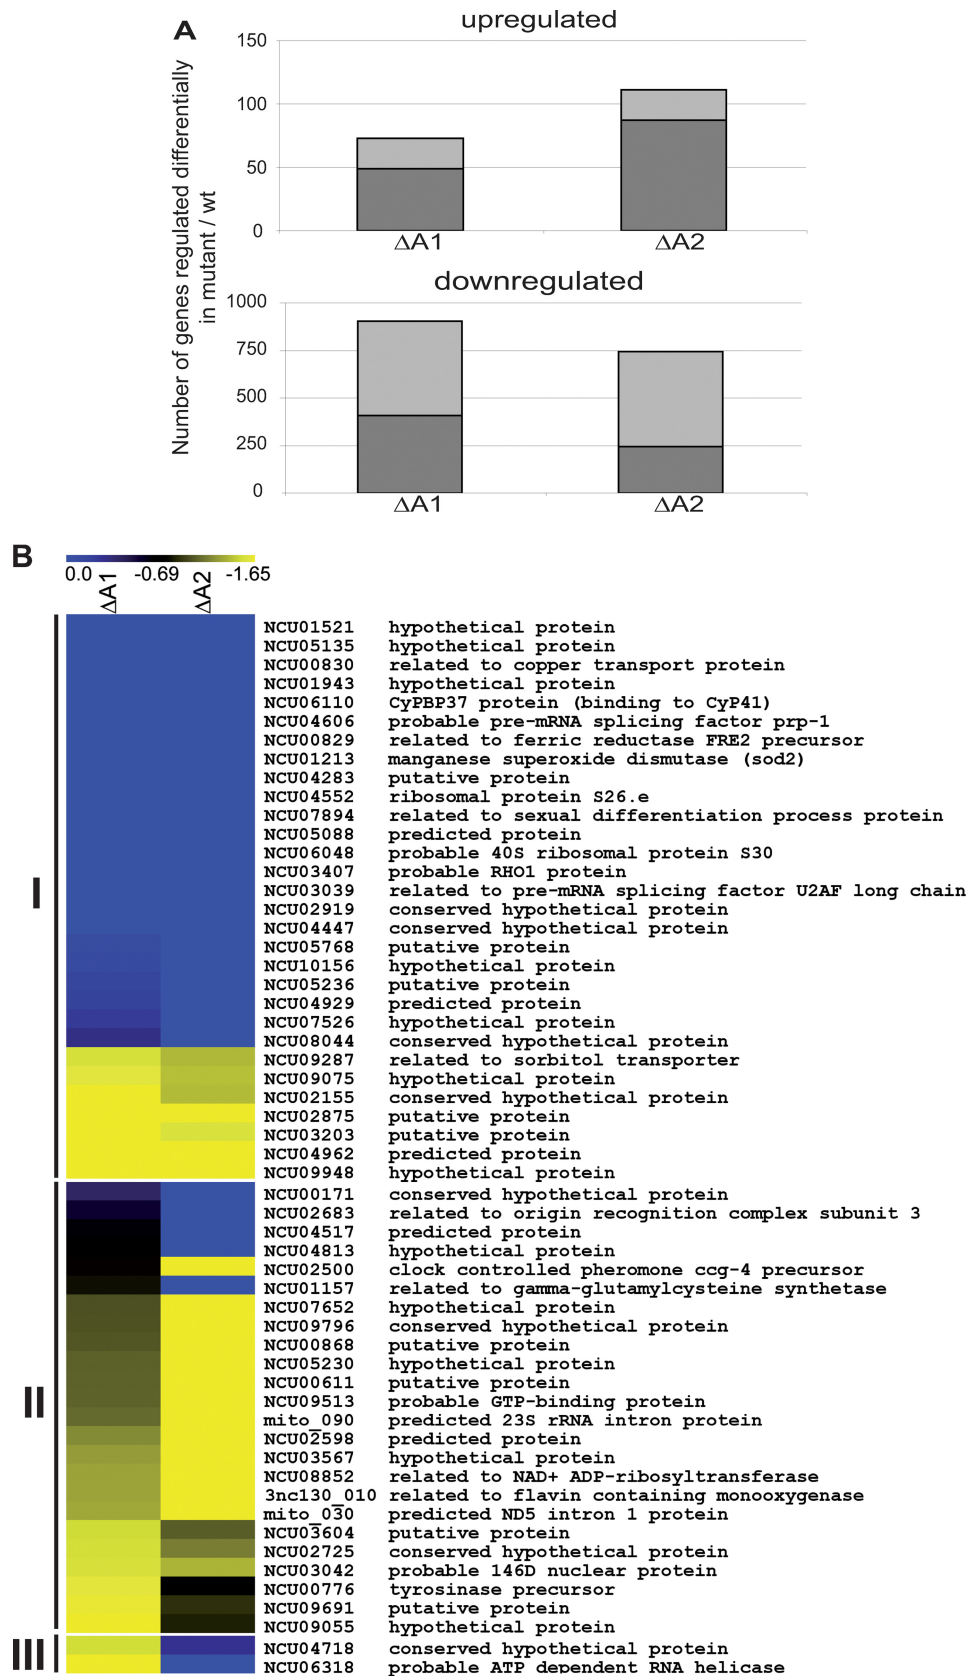 A
upregulated
Number of genes regulated differentially
in mutant / wt
150
100
50
0
ΔA1 ΔA2
downregulated
1000
750
500
250
0
ΔA1 ΔA2
B
0.0 -0.69 -1.65
ΔA1 ΔA2
I
NCU01521 hypothetical protein
NCU05135 hypothetical protein
NCU00830 related to copper transport protein
NCU01943 hypothetical protein
NCU06110 CyPBP37 protein (binding to CyP41)
NCU04606 probable pre-mRNA splicing factor prp-1
NCU00829 related to ferric reductase FRE2 precursor
NCU01213 manganese superoxide dismutase (sod2)
NCU04283 putative protein
NCU04552 ribosomal protein S26.e
NCU07894 related to sexual differentiation process protein
NCU05088 predicted protein
NCU06048 probable 40S ribosomal protein S30
NCU03407 probable RHO1 protein
NCU03039 related to pre-mRNA splicing factor U2AF long chain
NCU02919 conserved hypothetical protein
NCU04447 conserved hypothetical protein
NCU05768 putative protein
NCU10156 hypothetical protein
NCU05236 putative protein
NCU04929 predicted protein
NCU07526 hypothetical protein
NCU08044 conserved hypothetical protein
NCU09287 related to sorbitol transporter
NCU09075 hypothetical protein
NCU02155 conserved hypothetical protein
NCU02875 putative protein
NCU03203 putative protein
NCU04962 predicted protein
NCU09948 hypothetical protein
II
NCU00171 conserved hypothetical protein
NCU02683 related to origin recognition complex subunit 3
NCU04517 predicted protein
NCU04813 hypothetical protein
NCU02500 clock controlled pheromone ccg-4 precursor
NCU01157 related to gamma-glutamylcysteine synthetase
NCU07652 hypothetical protein
NCU09796 conserved hypothetical protein
NCU00868 putative protein
NCU05230 hypothetical protein
NCU00611 putative protein
NCU09513 probable GTP-binding protein
mito_090 predicted 23S rRNA intron protein
NCU02598 predicted protein
NCU03567 hypothetical protein
NCU08852 related to NAD+ ADP-ribosyltransferase
3nc130_010 related to flavin containing monooxygenase
mito_030 predicted ND5 intron 1 protein
NCU03604 putative protein
NCU02725 conserved hypothetical protein
NCU03042 probable 146D nuclear protein
NCU00776 tyrosinase precursor
NCU09691 putative protein
NCU09055 hypothetical protein
III
NCU04718 conserved hypothetical protein
NCU06318 probable ATP dependent RNA helicase